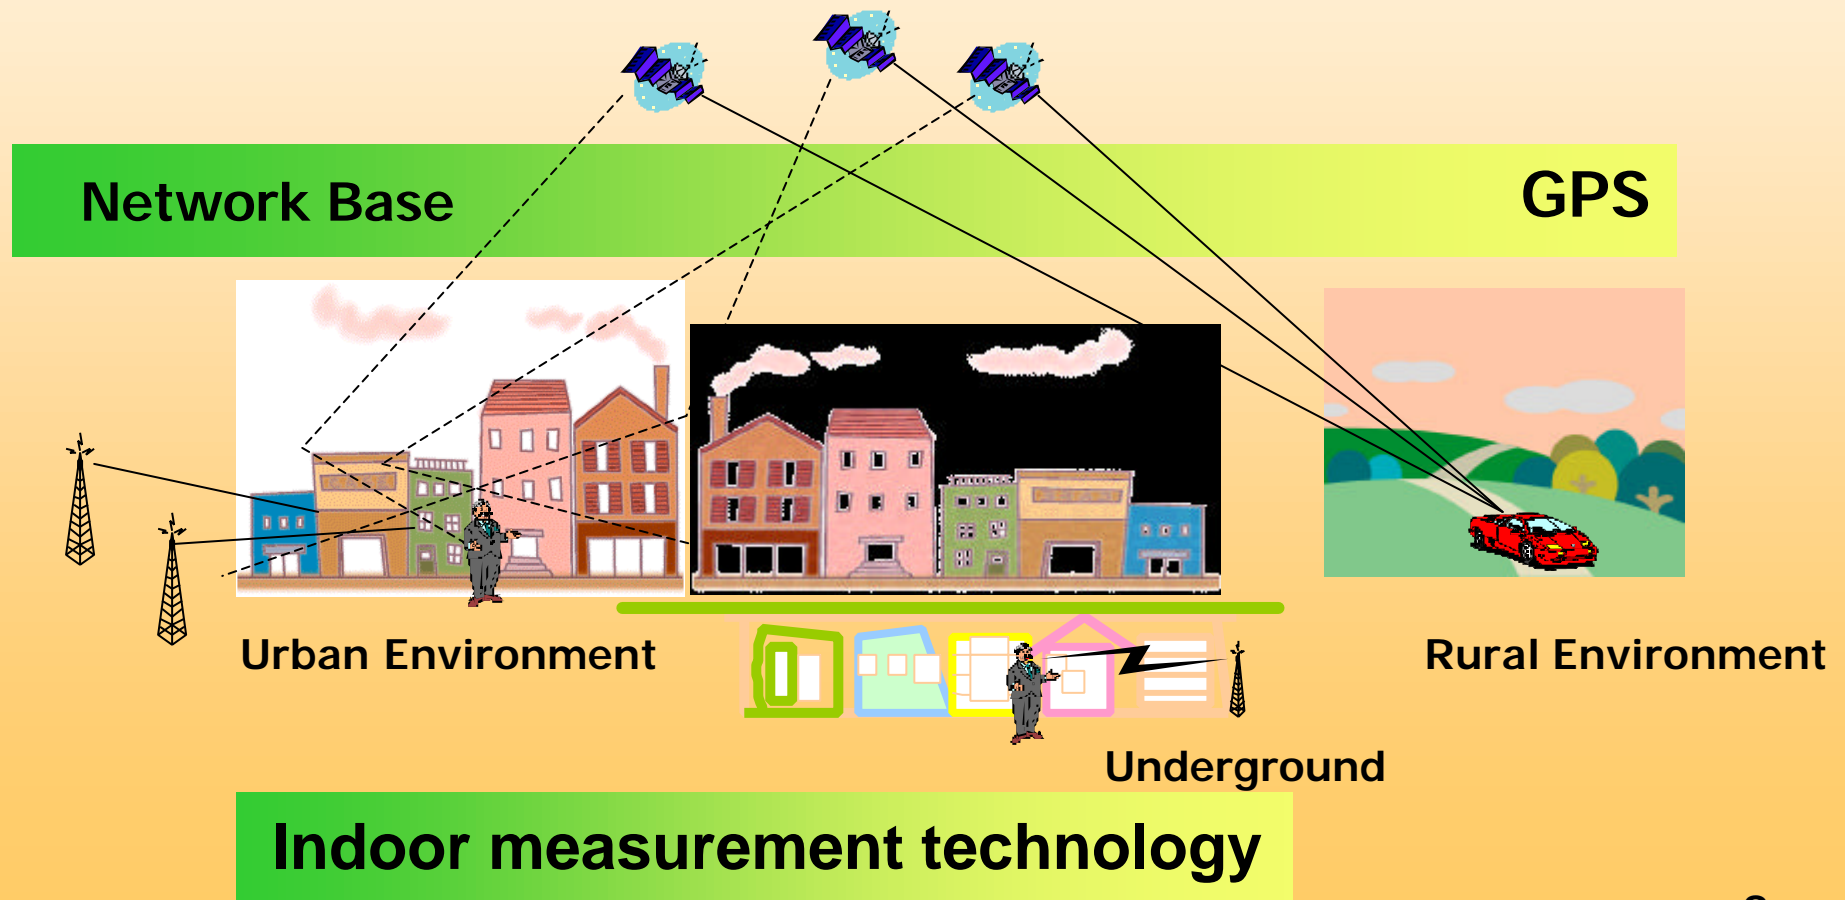 Network Base
GPS
Urban Environment
Rural Environment
Underground
Indoor measurement technology